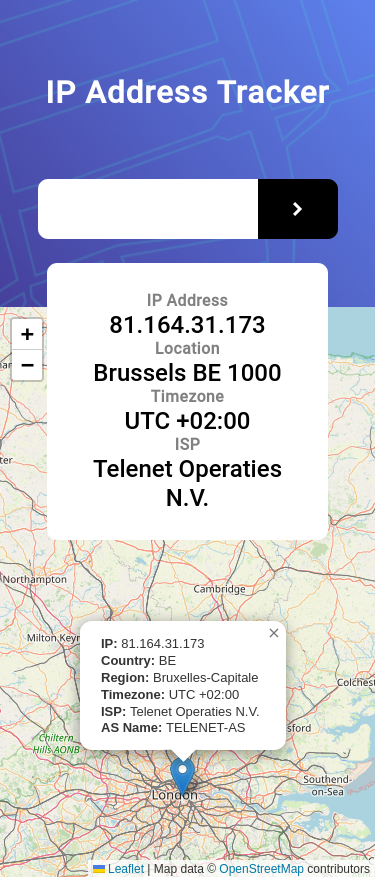 IP Address Tracker
IP Address
81.164.31.173
Location
Brussels BE 1000
Timezone
UTC +02:00
ISP
Telenet Operaties
N.V.
+
−
Northampton
Cambridge
×
IP: 81.164.31.173
Country: BE
Region: Bruxelles-Capitale
Timezone: UTC +02:00
ISP: Telenet Operaties N.V.
AS Name: TELENET-AS
Milton Keyn
Colchest
sford
Chiltern
Hills AONB
Southend-
on-Sea
London
Leaflet | Map data © OpenStreetMap contributors